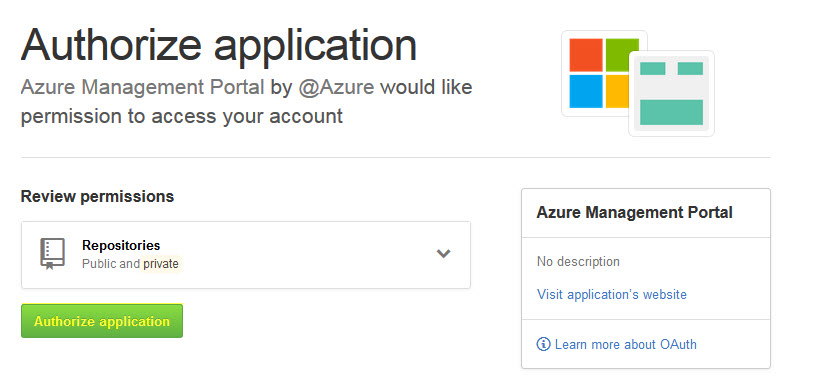 Authorize application
Azure Management Portal by @Azure would like
permission to access your account
Review permissions
Repositories
Public and private
Authorize application
Azure Management Portal
No description
Visit application's website
Learn more about OAuth